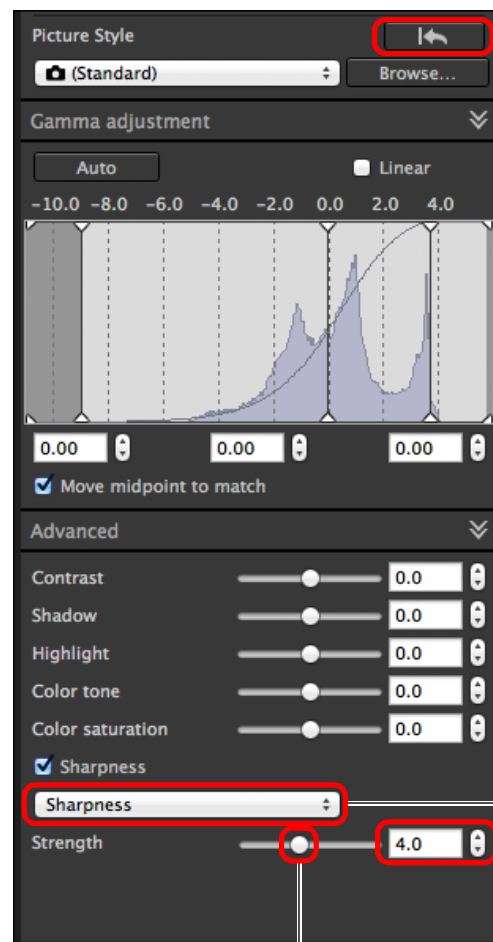 Picture Style
(Standard) Browse...
Gamma adjustment
Auto Linear
-10.0 -8.0 -6.0 -4.0 -2.0 0.0 2.0 4.0
0.00 0.00 0.00
Move midpoint to match
Advanced
Contrast 0.0
Shadow 0.0
Highlight 0.0
Color tone 0.0
Color saturation 0.0
Sharpness
Sharpness
Strength 4.0